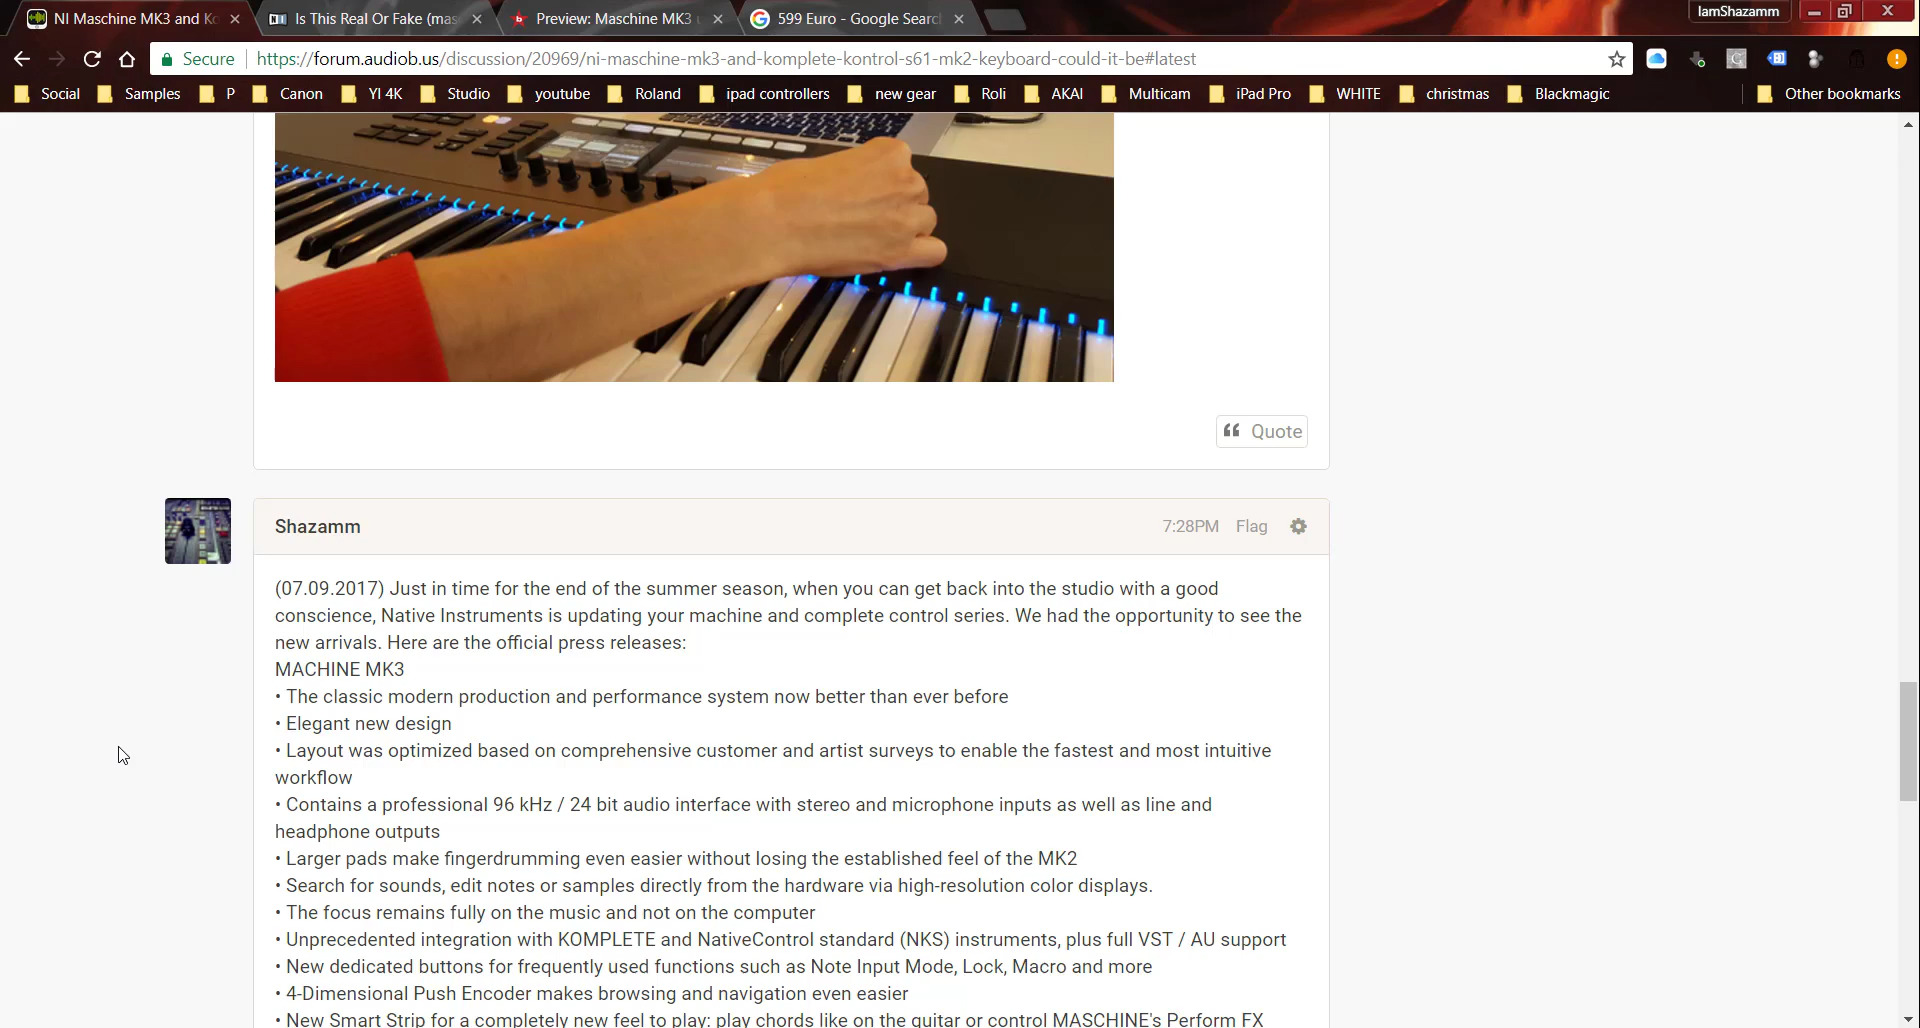 NI Maschine MK3 and Ko
Is This Real Or Fake (mas
Preview: Maschine MK3 u
599 Euro - Google Search
IamShazamm
Secure
https://forum.audiob.us/discussion/20969/ni-maschine-mk3-and-komplete-kontrol-s61-mk2-keyboard-could-it-be#latest
Social Samples P Canon YI 4K Studio youtube Roland ipad controllers new gear Roli AKAI Multicam iPad Pro WHITE christmas Blackmagic Other bookmarks
Quote
Shazamm
7:28PM Flag
(07.09.2017) Just in time for the end of the summer season, when you can get back into the studio with a good
conscience, Native Instruments is updating your machine and complete control series. We had the opportunity to see the
new arrivals. Here are the official press releases:
MACHINE MK3
• The classic modern production and performance system now better than ever before
• Elegant new design
• Layout was optimized based on comprehensive customer and artist surveys to enable the fastest and most intuitive
workflow
• Contains a professional 96 kHz / 24 bit audio interface with stereo and microphone inputs as well as line and
headphone outputs
• Larger pads make fingerdrumming even easier without losing the established feel of the MK2
• Search for sounds, edit notes or samples directly from the hardware via high-resolution color displays.
• The focus remains fully on the music and not on the computer
• Unprecedented integration with KOMPLETE and NativeControl standard (NKS) instruments, plus full VST / AU support
• New dedicated buttons for frequently used functions such as Note Input Mode, Lock, Macro and more
• 4-Dimensional Push Encoder makes browsing and navigation even easier
• New Smart Strip for a completely new feel to play: play chords like on the guitar or control MASCHINE's Perform FX